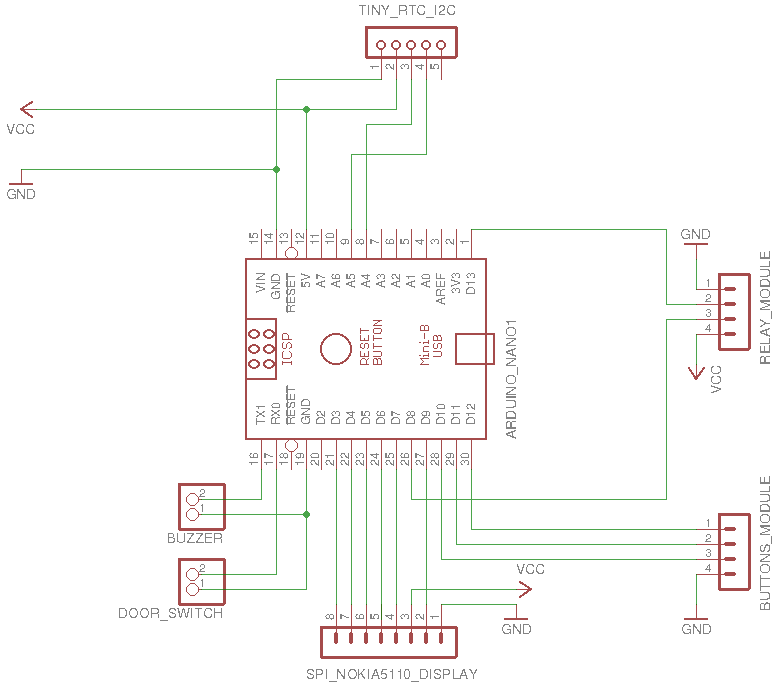 TINY_RTC_I2C
1 2 3 4 5
VCC
GND
15 14 13 12 11 10 9 8 7 6 5 4 3 2 1
VIN GND RESET 5V A7 A6 A5 A4 A3 A2 A1 A0 AREF 3V3 D13
GND
1
2
3
4
RELAY_MODULE
VCC
ICSP
RESET
BUTTON
Mini-B
USB
ARDUINO_NANO1
TX1 RX0 RESET GND D2 D3 D4 D5 D6 D7 D8 D9 D10 D11 D12
16 17 18 19 20 21 22 23 24 25 26 27 28 29 30
2
1
BUZZER
2
1
DOOR_SWITCH
1
2
3
4
BUTTONS_MODULE
GND
VCC
GND
8 7 6 5 4 3 2 1
SPI_NOKIA5110_DISPLAY